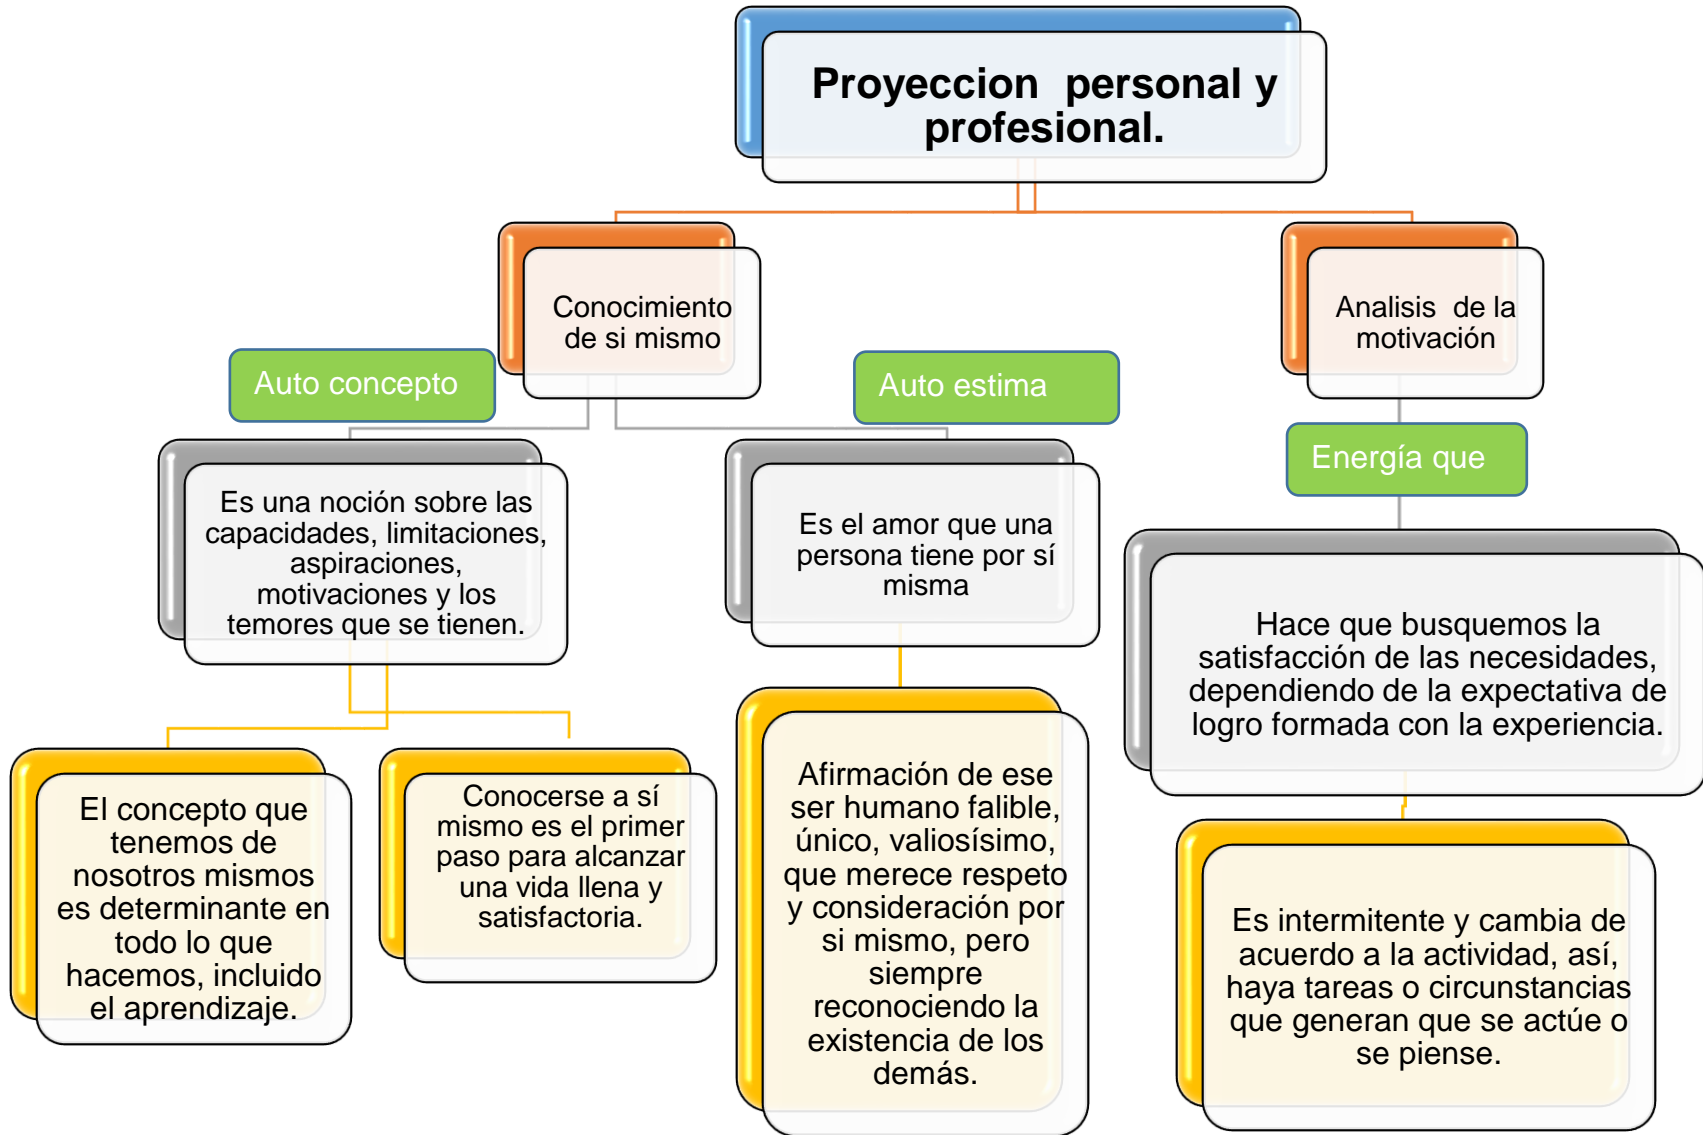 Proyeccion  personal y
profesional.
Conocimiento
de si mismo
Analisis  de la
motivación
Auto concepto
Auto estima
Energía que
Es una noción sobre las
capacidades, limitaciones,
aspiraciones,
motivaciones y los
temores que se tienen.
Es el amor que una
persona tiene por sí
misma
Hace que busquemos la
satisfacción de las necesidades,
dependiendo de la expectativa de
logro formada con la experiencia.
El concepto que
tenemos de
nosotros mismos
es determinante en
todo lo que
hacemos, incluido
el aprendizaje.
Conocerse a sí
mismo es el primer
paso para alcanzar
una vida llena y
satisfactoria.
Afirmación de ese
ser humano falible,
único, valiosísimo,
que merece respeto
y consideración por
si mismo, pero
siempre
reconociendo la
existencia de los
demás.
Es intermitente y cambia de
acuerdo a la actividad, así,
haya tareas o circunstancias
que generan que se actúe o
se piense.